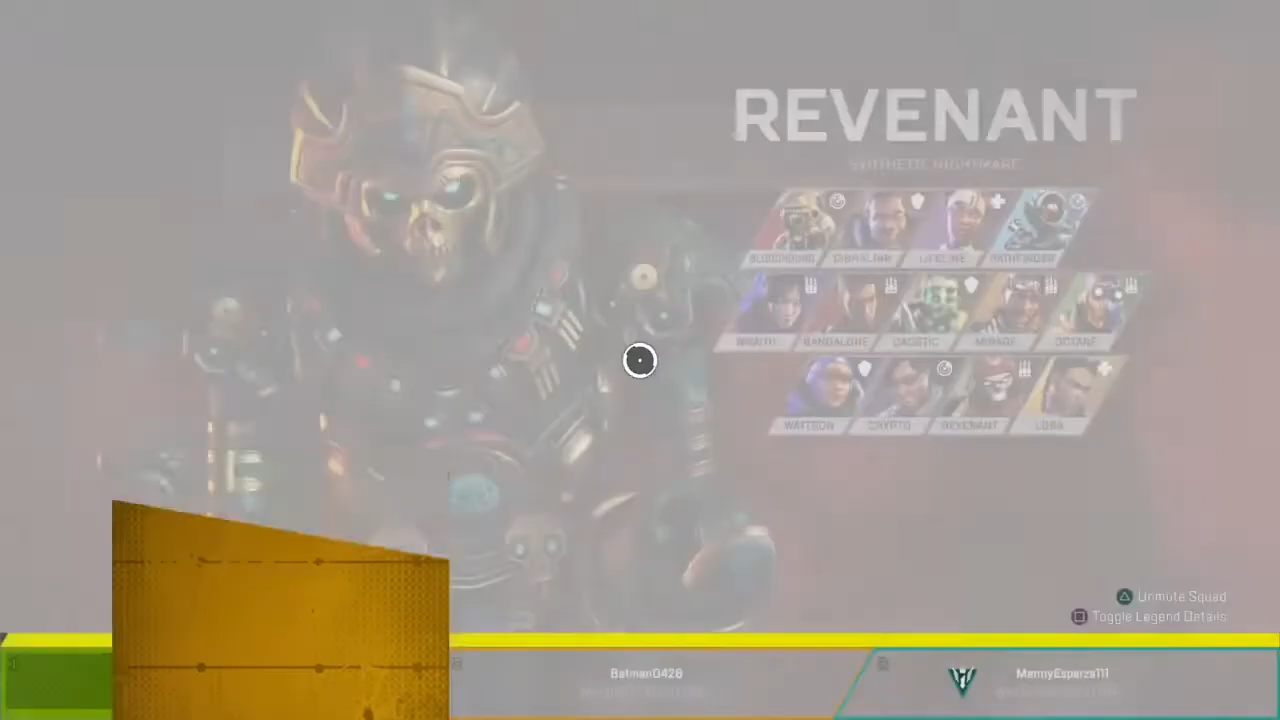 REVENANT
SYNTHETIC NIGHTMARE
BLOODHOUND GIBRALTAR LIFELINE PATHFINDER
WRAITH BANGALORE CAUSTIC MIRAGE OCTANE
WATTSON CRYPTO REVENANT LOBA
Unmute Squad
Toggle Legend Details
Batman0428
MannyEsparza111